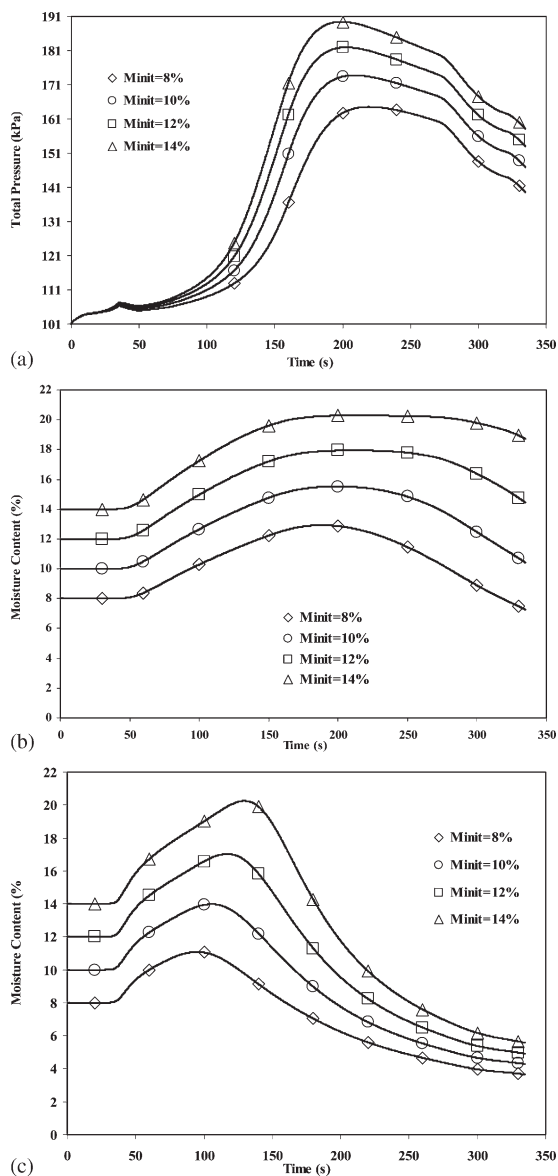 191
181
171
161
151
141
131
121
111
101
Total Pressure (kPa)
Minit=8%
Minit=10%
Minit=12%
Minit=14%
0 50 100 150 200 250 300 350
Time (s)
(a)
22
20
18
16
14
12
10
8
6
4
2
0
Moisture Content (%)
Minit=8%
Minit=10%
Minit=12%
Minit=14%
0 50 100 150 200 250 300 350
Time (s)
(b)
22
20
18
16
14
12
10
8
6
4
2
0
Moisture Content (%
Minit=8%
Minit=10%
Minit=12%
Minit=14%
0 50 100 150 200 250 300 350
Time (s)
(c)